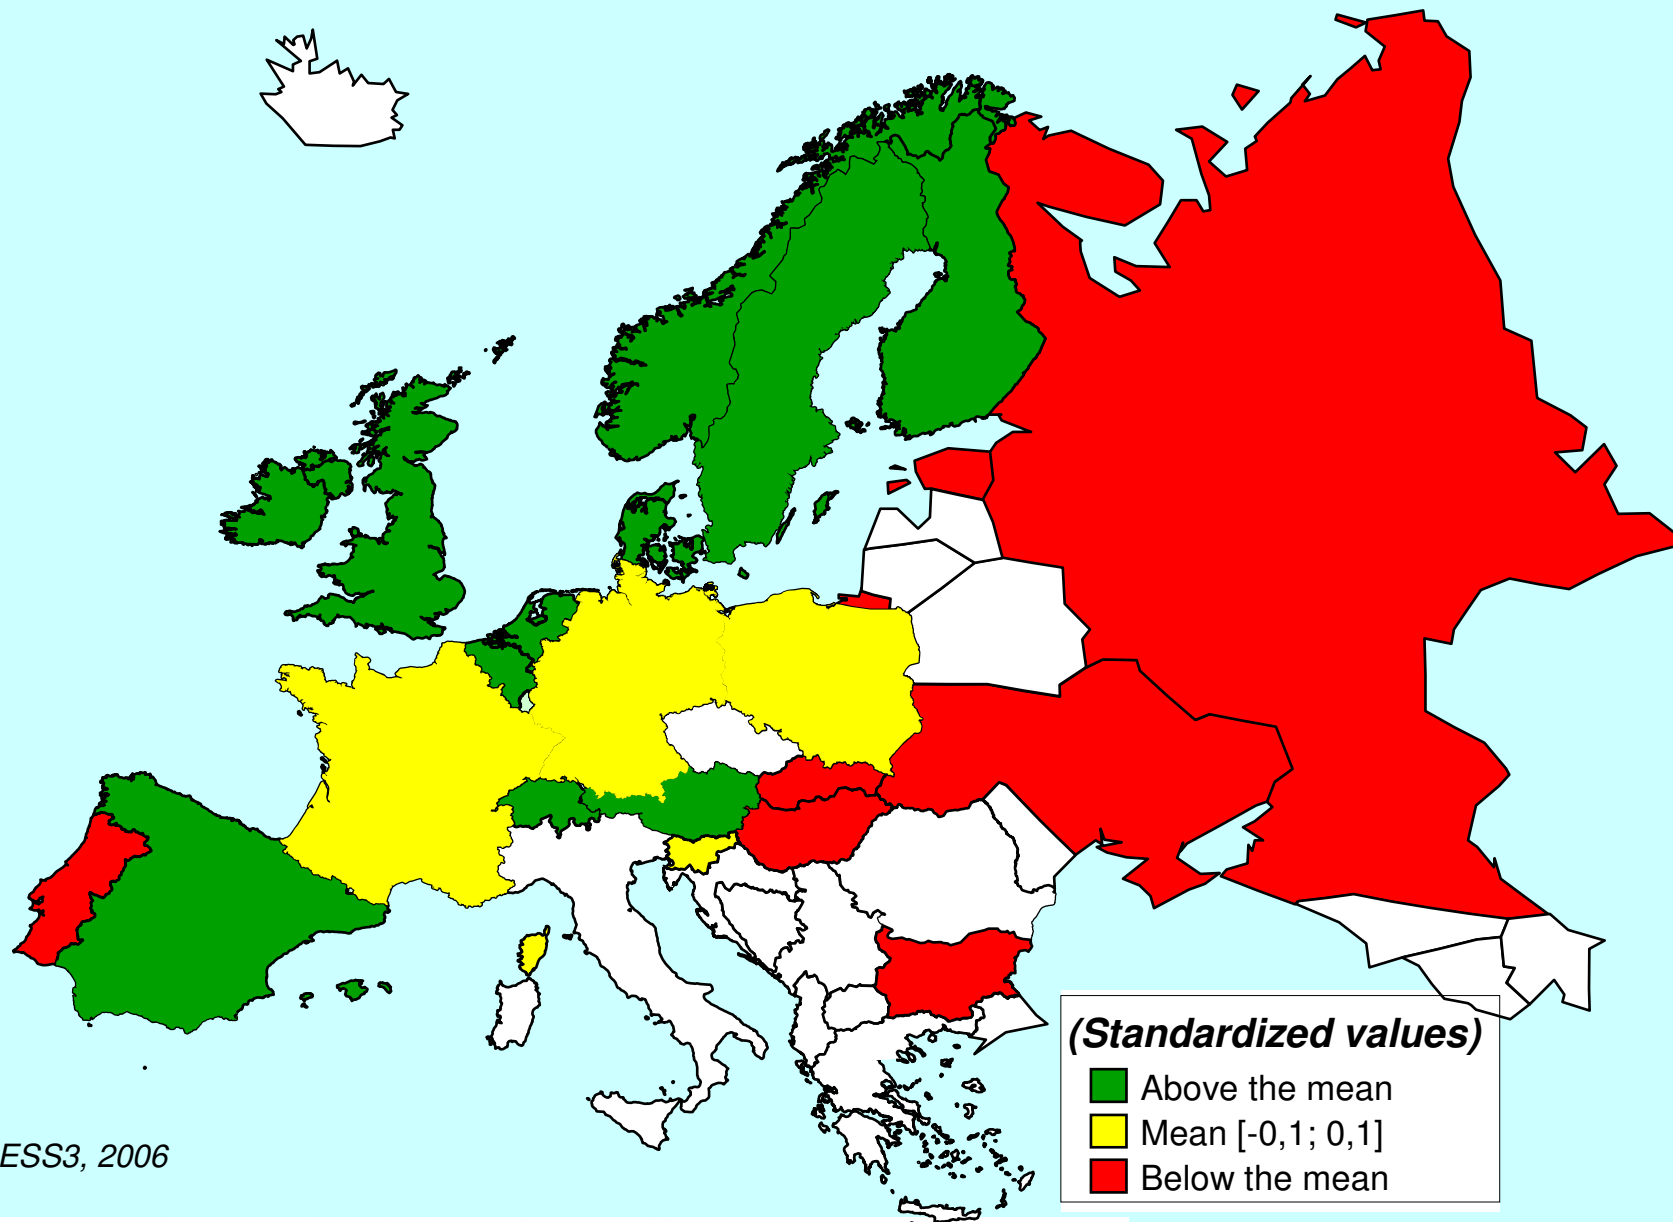 (Standardized values)
Above the mean
Mean [-0,1; 0,1]
Below the mean
ESS3, 2006